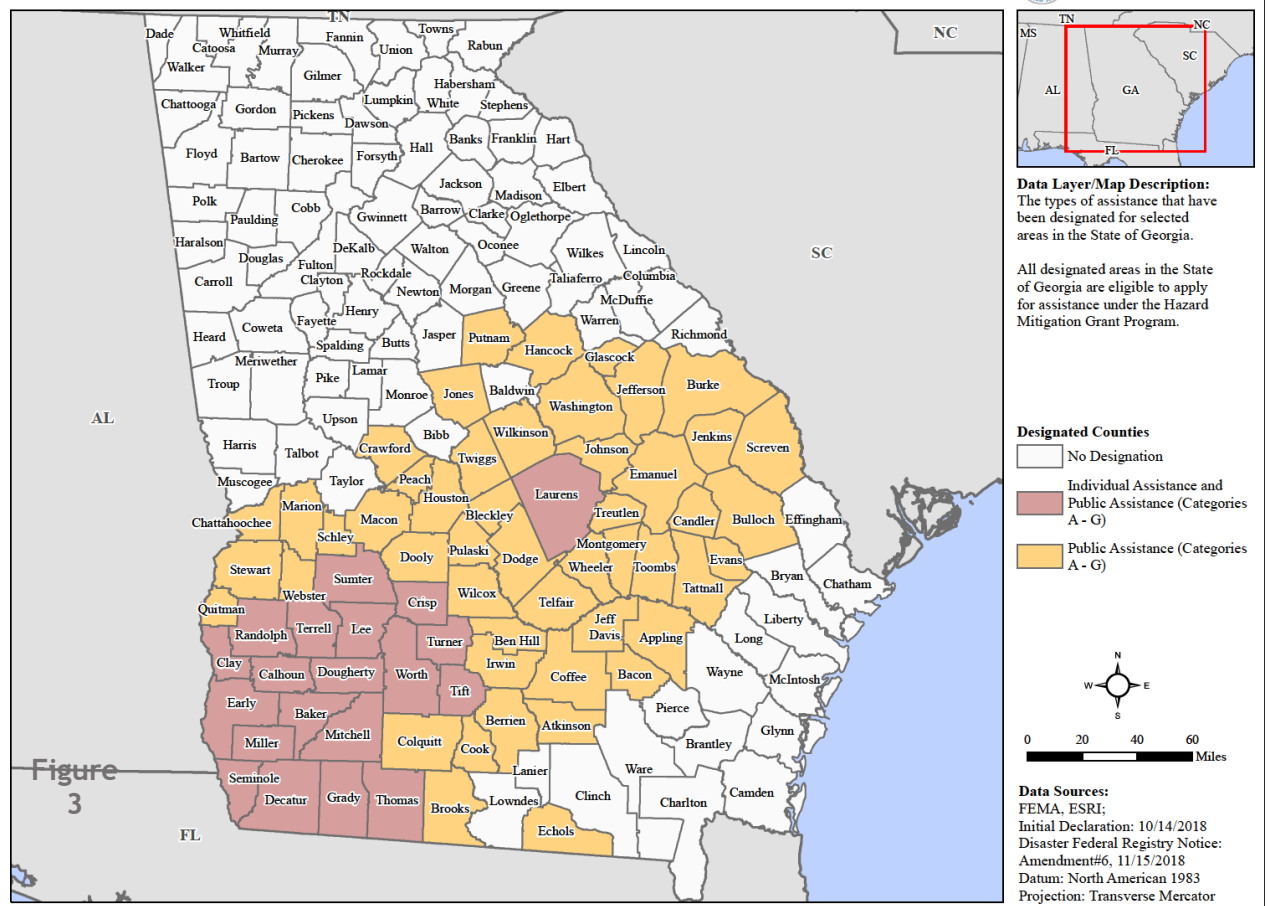 TN
Dade
Whitfield
Catoosa
Murray
Fannin
Union
Towns
Rabun
Walker
Gilmer
Habersham
Chattooga
Gordon
Pickens
Lumpkin
White
Stephens
Dawson
Floyd
Bartow
Cherokee
Forsyth
Hall
Banks
Franklin
Hart
Polk
Paulding
Cobb
Gwinnett
Jackson
Madison
Elbert
Barrow
Clarke
Oglethorpe
Haralson
Douglas
DeKalb
Walton
Oconee
Wilkes
Lincoln
Carroll
Fulton
Clayton
Rockdale
Newton
Morgan
Greene
Taliaferro
Columbia
McDuffie
Heard
Coweta
Fayette
Henry
Spalding
Butts
Jasper
Putnam
Hancock
Warren
Richmond
Glascock
Troup
Meriwether
Pike
Lamar
Monroe
Jones
Baldwin
Washington
Jefferson
Burke
Upson
Harris
Talbot
Crawford
Bibb
Wilkinson
Twiggs
Johnson
Jenkins
Screven
Emanuel
Muscogee
Taylor
Peach
Houston
Laurens
Chattahoochee
Marion
Macon
Bleckley
Treutlen
Candler
Bulloch
Effingham
Schley
Dooly
Pulaski
Dodge
Montgomery
Wheeler
Toombs
Evans
Stewart
Webster
Sumter
Crisp
Wilcox
Telfair
Tattnall
Bryan
Chatham
Quitman
Randolph
Terrell
Lee
Turner
Ben Hill
Jeff
Davis
Appling
Liberty
Long
Clay
Calhoun
Dougherty
Worth
Tift
Irwin
Coffee
Bacon
Wayne
McIntosh
Early
Baker
Mitchell
Miller
Colquitt
Cook
Berrien
Atkinson
Pierce
Brantley
Glynn
Seminole
Decatur
Grady
Thomas
Brooks
Lanier
Lowndes
Clinch
Ware
Charlton
Camden
Echols
NC
SC
AL
FL
Figure
3
TN
NC
MS
SC
AL
GA
FL
Data Layer/Map Description:
The types of assistance that have
been designated for selected
areas in the State of Georgia.
All designated areas in the State
of Georgia are eligible to apply
for assistance under the Hazard
Mitigation Grant Program.
Designated Counties
No Designation
Individual Assistance and
Public Assistance (Categories
A - G)
Public Assistance (Categories
A - G)
N
W
E
S
0 20 40 60
Miles
Data Sources:
FEMA, ESRI;
Initial Declaration: 10/14/2018
Disaster Federal Registry Notice:
Amendment#6, 11/15/2018
Datum: North American 1983
Projection: Transverse Mercator